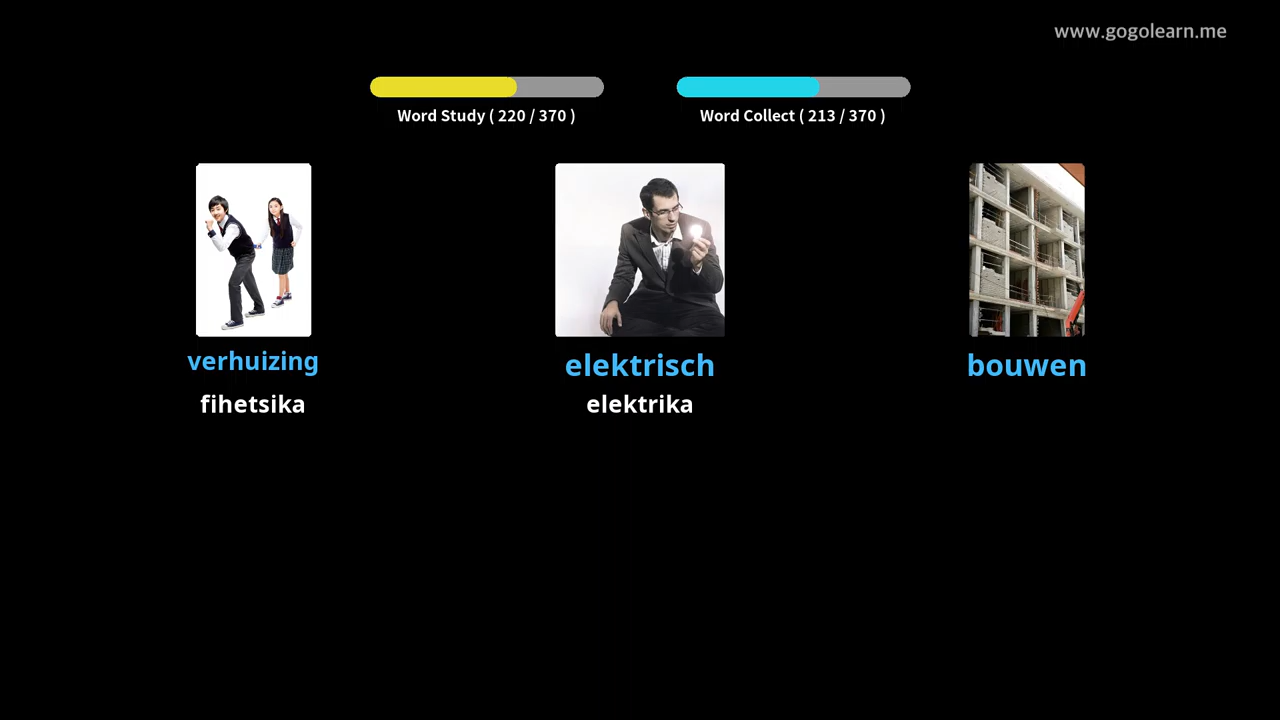 www.gogolearn.me
Word Study ( 220 / 370 )
Word Collect ( 213 / 370 )
verhuizing
elektrisch
bouwen
fihetsika
elektrika